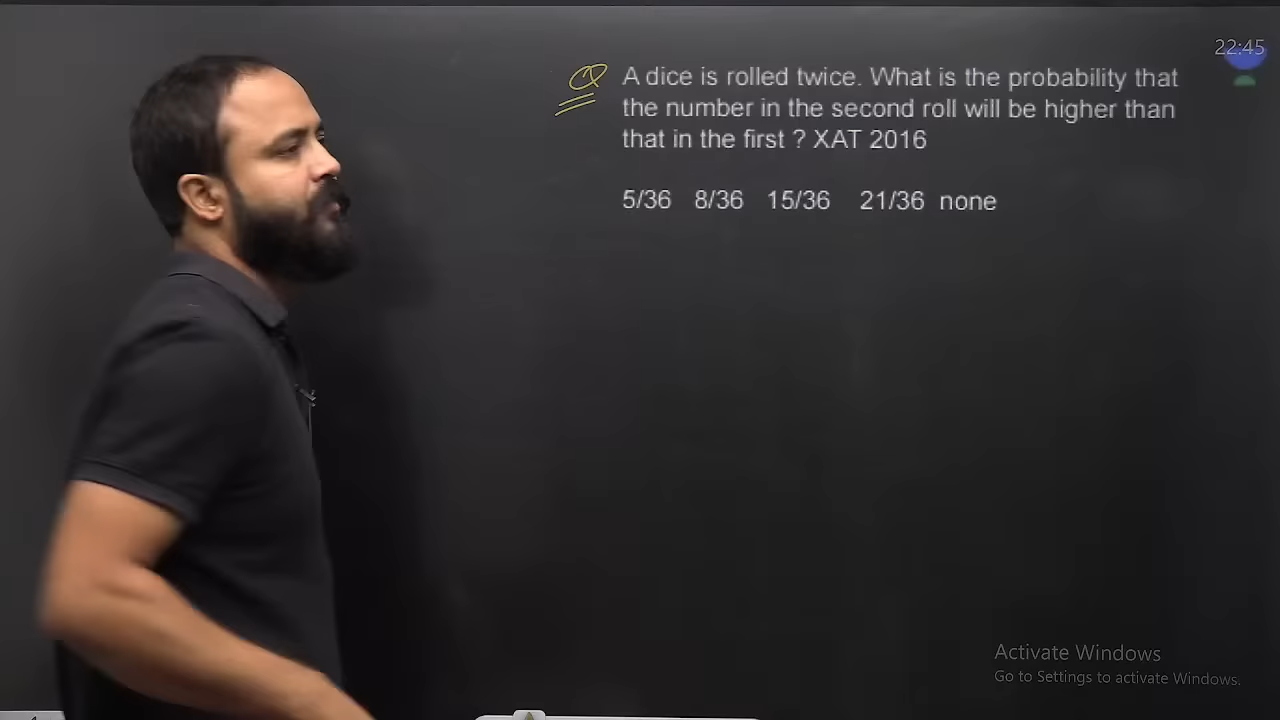 22:45
Q A dice is rolled twice. What is the probability that
the number in the second roll will be higher than
that in the first ? XAT 2016
5/36 8/36 15/36 21/36 none
Activate Windows
Go to Settings to activate Windows.